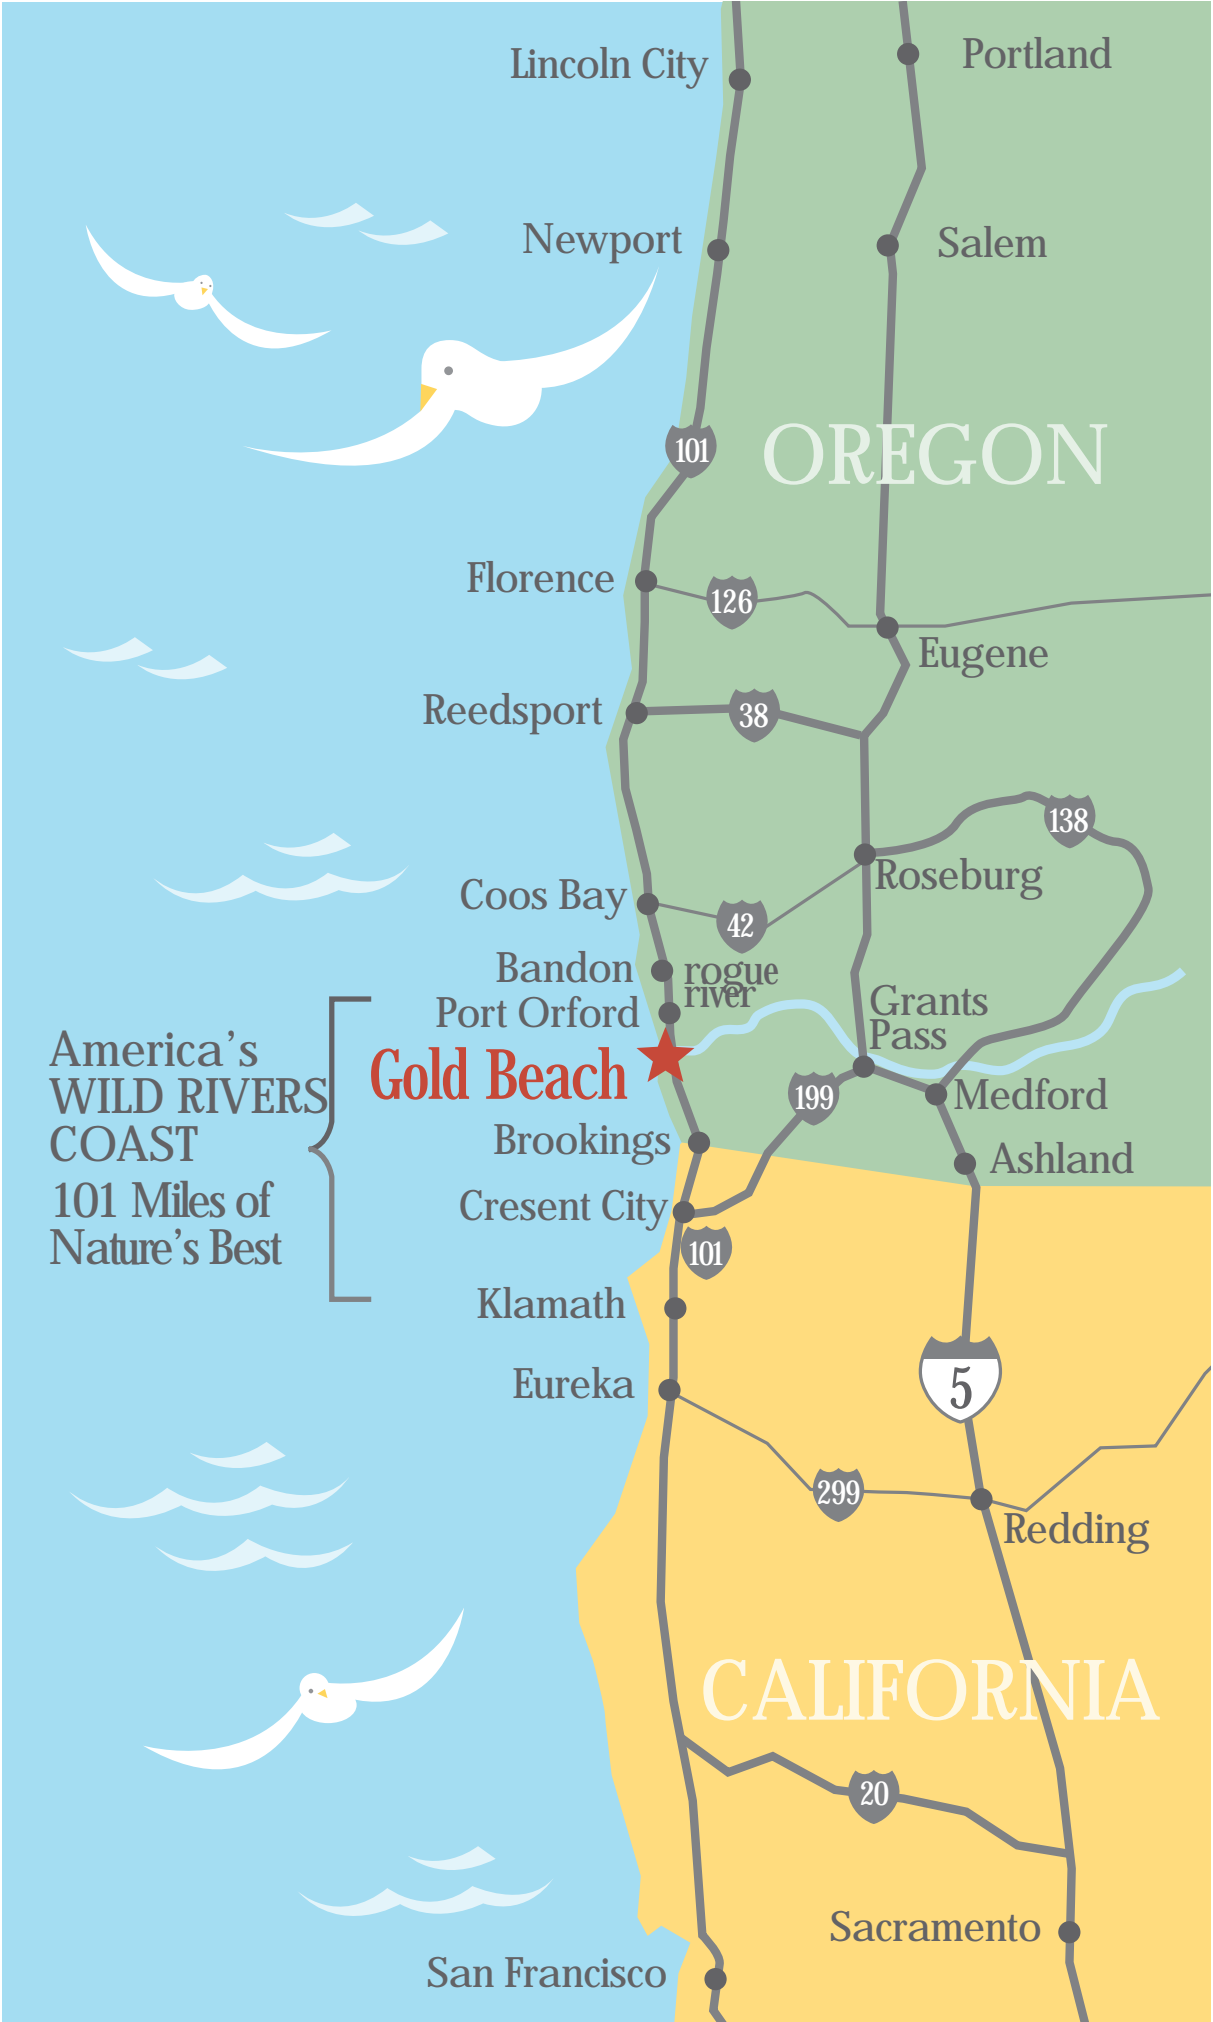 Lincoln City
Portland
Newport
Salem
101
OREGON
Florence
126
Eugene
Reedsport
38
138
Roseburg
Coos Bay
42
Bandon
rogue
river
Port Orford
Grants
Pass
America's
WILD RIVERS
COAST
101 Miles of
Nature's Best
Gold Beach
199
Medford
Brookings
Ashland
Cresent City
101
Klamath
5
Eureka
299
Redding
CALIFORNIA
20
Sacramento
San Francisco